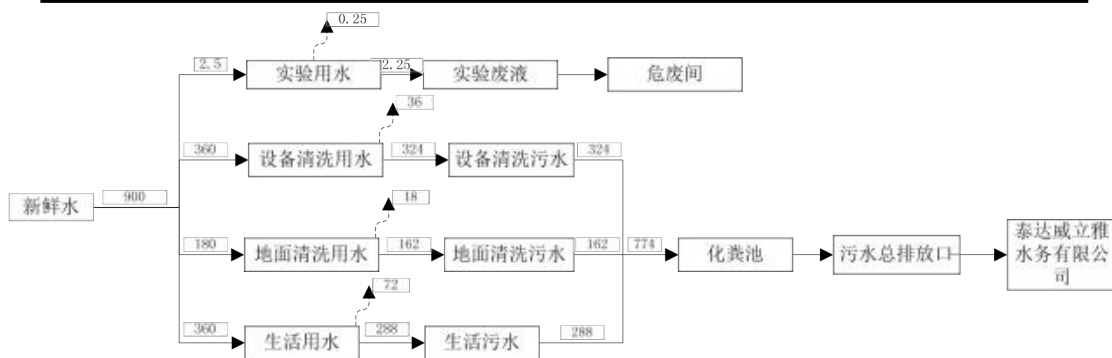 0.25
2.5
实验用水
2.25
实验废液
危废间
36
360
设备清洗用水
324
设备清洗污水
324
新鲜水
900
18
180
地面清洗用水
162
地面清洗污水
162
774
化粪池
污水总排放口
泰达威立雅
水务有限公
司
72
360
生活用水
288
生活污水
288